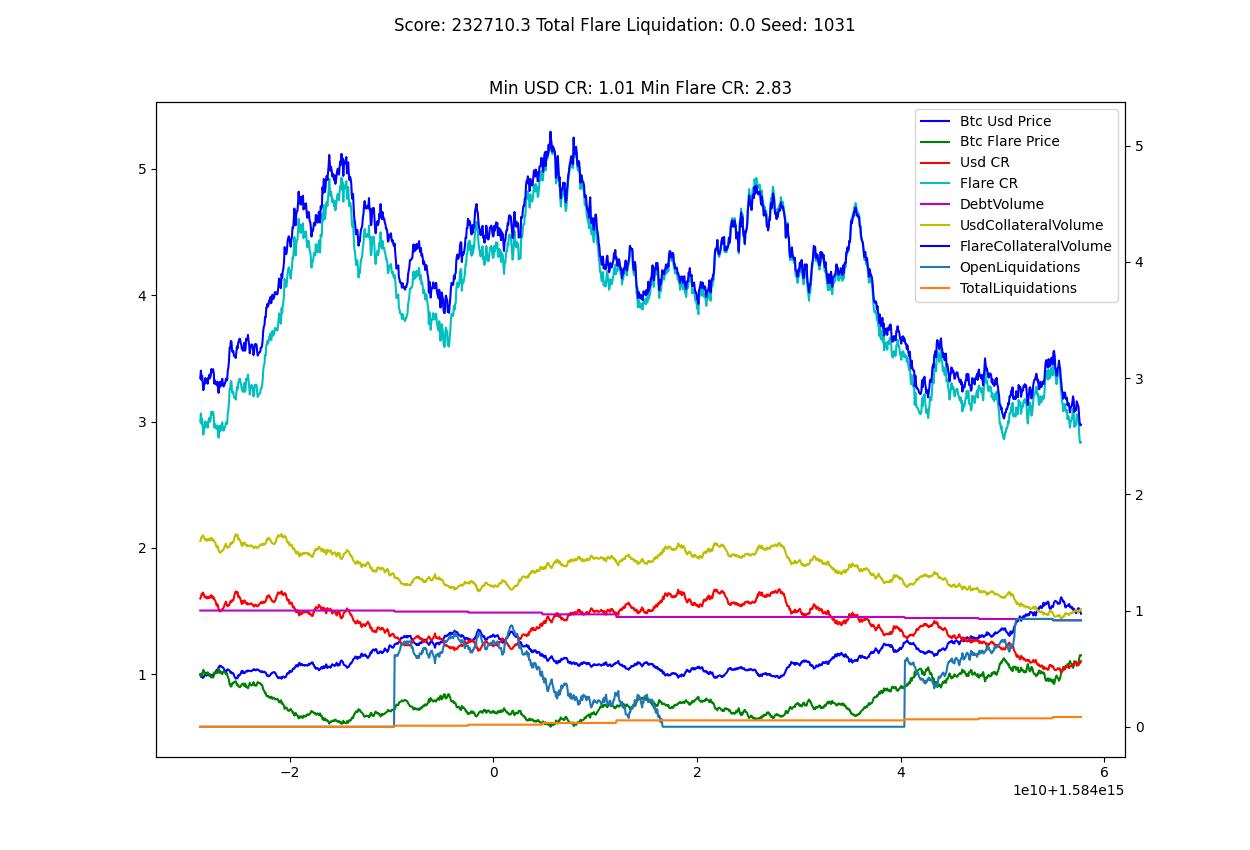 Score: 232710.3 Total Flare Liquidation: 0.0 Seed: 1031
Min USD CR: 1.01 Min Flare CR: 2.83
Btc Usd Price
Btc Flare Price
Usd CR
Flare CR
DebtVolume
UsdCollateralVolume
FlareCollateralVolume
OpenLiquidations
TotalLiquidations
5
4
3
2
1
5
4
3
2
1
0
−2 0 2 4 6
1e10+1.584e15